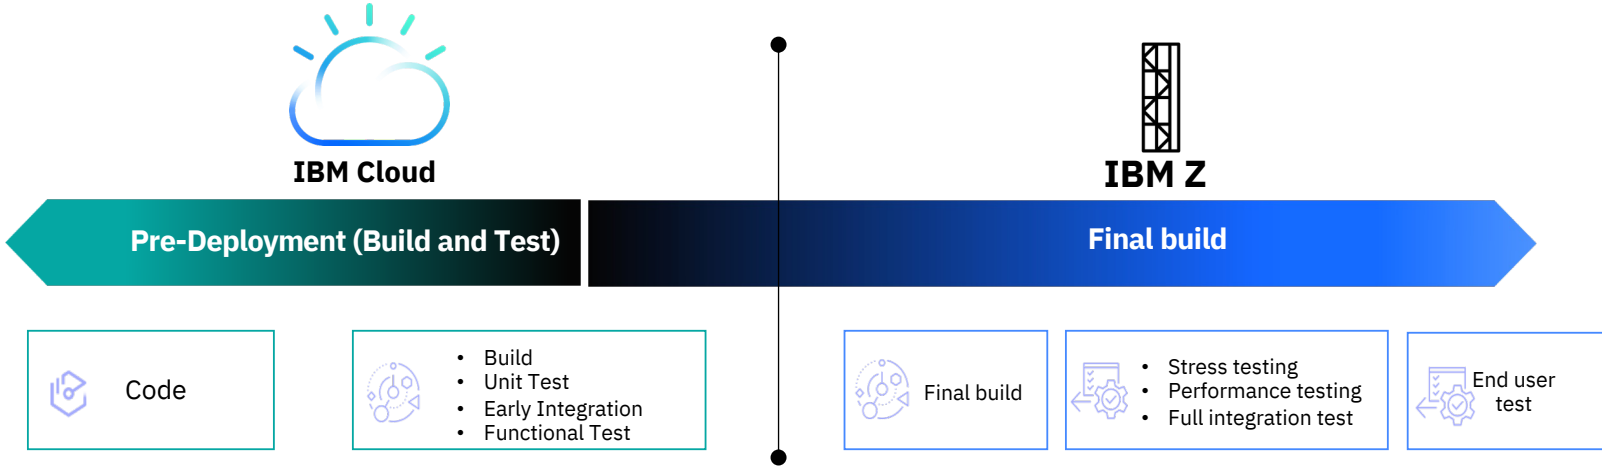 IBM Cloud
IBM Z
Pre-Deployment (Build and Test)
Final build
Code
• Build
• Unit Test
• Early Integration
• Functional Test
Final build
• Stress testing
• Performance testing
• Full integration test
End user
test